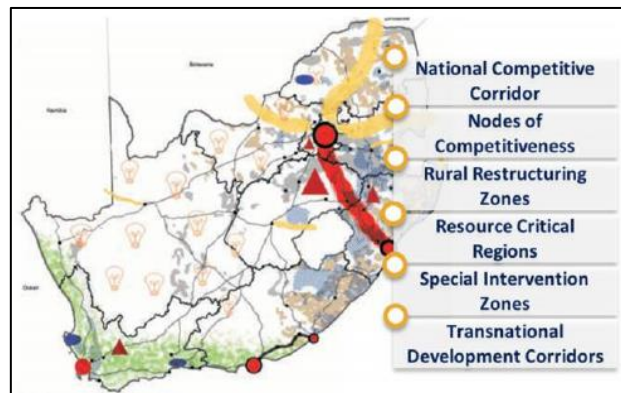 Botswana
Namibia
National Competitive
Corridor
Nodes of
Competitiveness
Rural Restructuring
Zones
Resource Critical
Regions
Special Intervention
Zones
Transnational
Development Corridors
Ocean